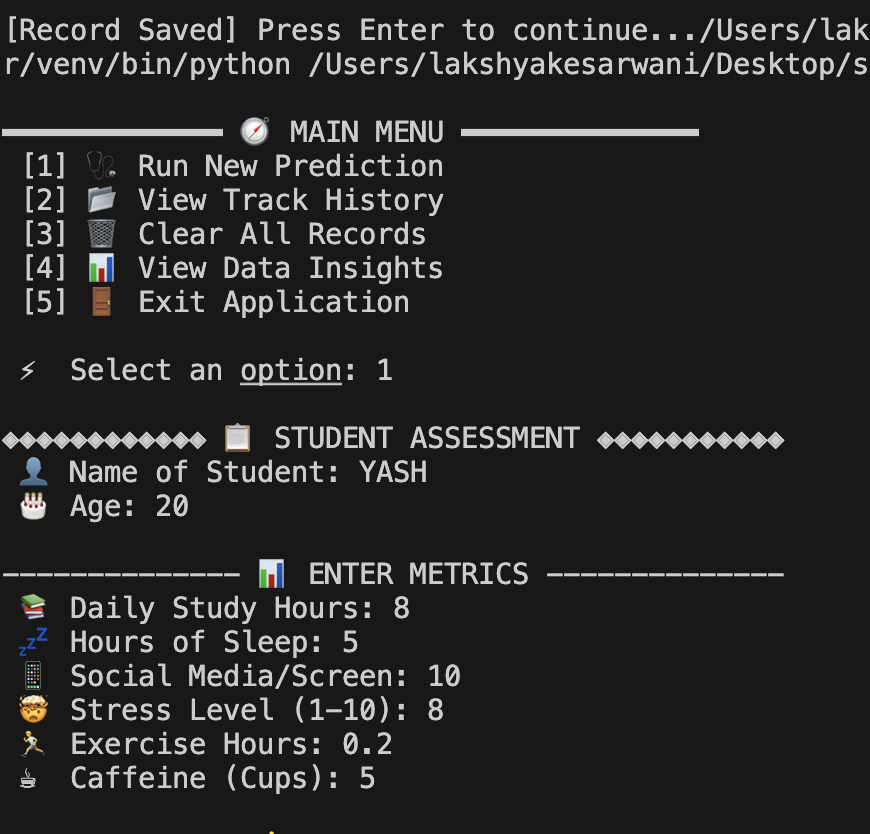 [Record Saved] Press Enter to continue.../Users/lak
r/venv/bin/python /Users/lakshyakesarwani/Desktop/s
MAIN MENU
[1] Run New Prediction
[2] View Track History
[3] Clear All Records
[4] View Data Insights
[5] Exit Application
Select an option: 1
STUDENT ASSESSMENT
Name of Student: YASH
Age: 20
ENTER METRICS
Daily Study Hours: 8
Hours of Sleep: 5
Social Media/Screen: 10
Stress Level (1-10): 8
Exercise Hours: 0.2
Caffeine (Cups): 5